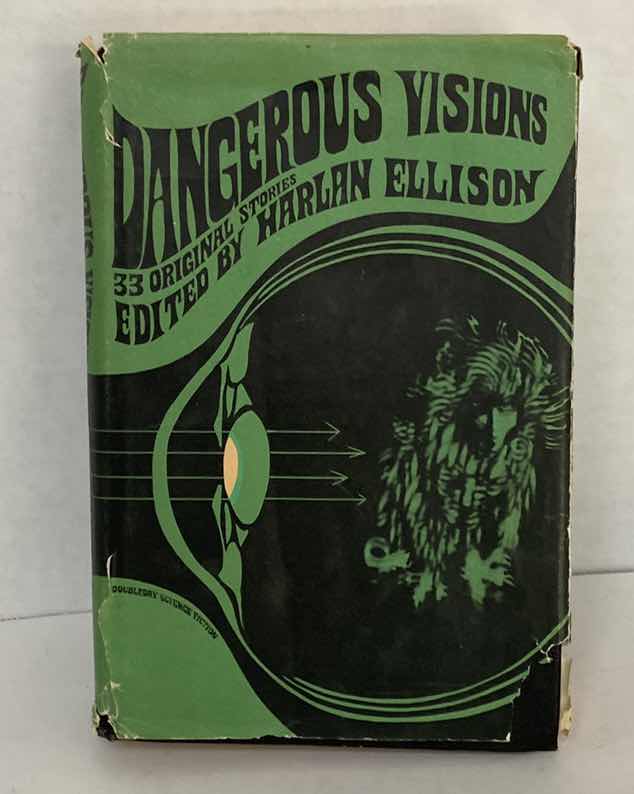 DANGEROUS VISIONS
33 ORIGINAL STORIES
EDITED BY HARLAN ELLISON
DOUBLEDAY SCIENCE FICTION